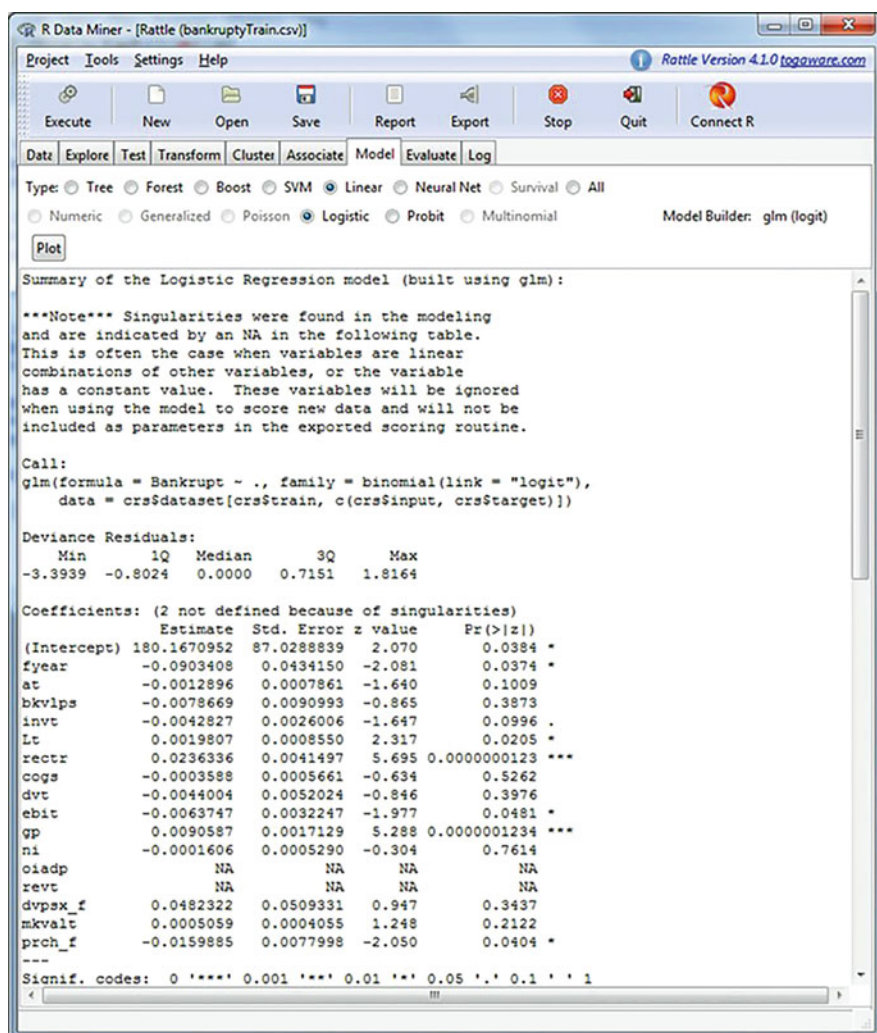 R Data Miner - [Rattle (bankruptyTrain.csv)]
Project Tools Settings Help Rattle Version 4.1.0 togaware.com
Execute New Open Save Report Export Stop Quit Connect R
Data Explore Test Transform Cluster Associate Model Evaluate Log
Type: Tree Forest Boost SVM Linear Neural Net Survival All
Numeric Generalized Poisson Logistic Probit Multinomial Model Builder: glm (logit)
Plot
Summary of the Logistic Regression model (built using glm):
***Note*** Singularities were found in the modeling
and are indicated by an NA in the following table.
This is often the case when variables are linear
combinations of other variables, or the variable
has a constant value. These variables will be ignored
when using the model to score new data and will not be
included as parameters in the exported scoring routine.
Call:
glm(formula = Bankrupt ~ ., family = binomial(link = "logit"),
data = crs$dataset[crs$train, c(crs$input, crs$target)])
Deviance Residuals:
Min 1Q Median 3Q Max
-3.3939 -0.8024 0.0000 0.7151 1.8164
Coefficients: (2 not defined because of singularities)
Estimate Std. Error z value Pr(>|z|)
(Intercept) 180.1670952 87.0288839 2.070 0.0384 *
fyear -0.0903408 0.0434150 -2.081 0.0374 *
at -0.0012896 0.0007861 -1.640 0.1009
bkvlps -0.0078669 0.0090993 -0.865 0.3873
invt -0.0042827 0.0026006 -1.647 0.0996 .
Lt 0.0019807 0.0008550 2.317 0.0205 *
rectr 0.0236336 0.0041497 5.695 0.0000000123 ***
cogs -0.0003588 0.0005661 -0.634 0.5262
dvt -0.0044004 0.0052024 -0.846 0.3976
ebit -0.0063747 0.0032247 -1.977 0.0481 *
gp 0.0090587 0.0017129 5.288 0.0000001234 ***
ni -0.0001606 0.0005290 -0.304 0.7614
oiadp NA NA NA NA
revt NA NA NA NA
dvpsx_f 0.0482322 0.0509331 0.947 0.3437
mkvalt 0.0005059 0.0004055 1.248 0.2122
prch_f -0.0159885 0.0077998 -2.050 0.0404 *
---
Signif. codes: 0 '***' 0.001 '**' 0.01 '*' 0.05 '.' 0.1 ' ' 1